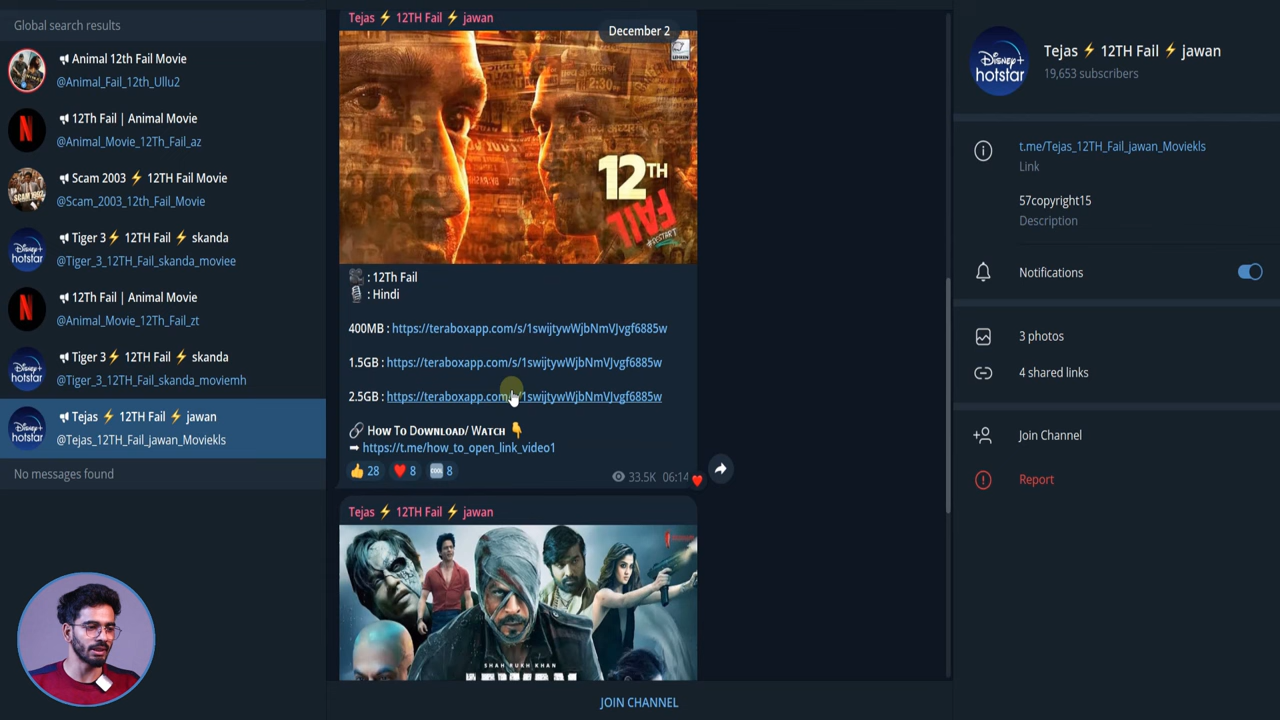 Global search results
Animal 12th Fail Movie
@Animal_Fail_12th_Ullu2
12Th Fail | Animal Movie
@Animal_Movie_12Th_Fail_az
Scam 2003 ⚡ 12TH Fail Movie
@Scam_2003_12th_Fail_Movie
Tiger 3⚡ 12TH Fail ⚡ skanda
@Tiger_3_12TH_Fail_skanda_moviee
12Th Fail | Animal Movie
@Animal_Movie_12Th_Fail_zt
Tiger 3⚡ 12TH Fail ⚡ skanda
@Tiger_3_12TH_Fail_skanda_moviemh
Tejas ⚡ 12TH Fail ⚡ jawan
@Tejas_12TH_Fail_jawan_Moviekls
No messages found
Tejas ⚡ 12TH Fail ⚡ jawan
December 2
12TH
FAIL
#RESTART
🎥 : 12Th Fail
🎙 : Hindi
400MB : https://teraboxapp.com/s/1swijtywWjbNmVJvgf6885w
1.5GB : https://teraboxapp.com/s/1swijtywWjbNmVJvgf6885w
2.5GB : https://teraboxapp.com/s/1swijtywWjbNmVJvgf6885w
🔗 How To Download/ Watch 👇
➡ https://t.me/how_to_open_link_video1
👍 28 ❤ 8 🆒 8 33.5K 06:14
Tejas ⚡ 12TH Fail ⚡ jawan
SHAH RUKH KHAN
JOIN CHANNEL
DISNEY+
hotstar
Tejas ⚡ 12TH Fail ⚡ jawan
19,653 subscribers
t.me/Tejas_12TH_Fail_jawan_Moviekls
Link
57copyright15
Description
Notifications
3 photos
4 shared links
Join Channel
Report